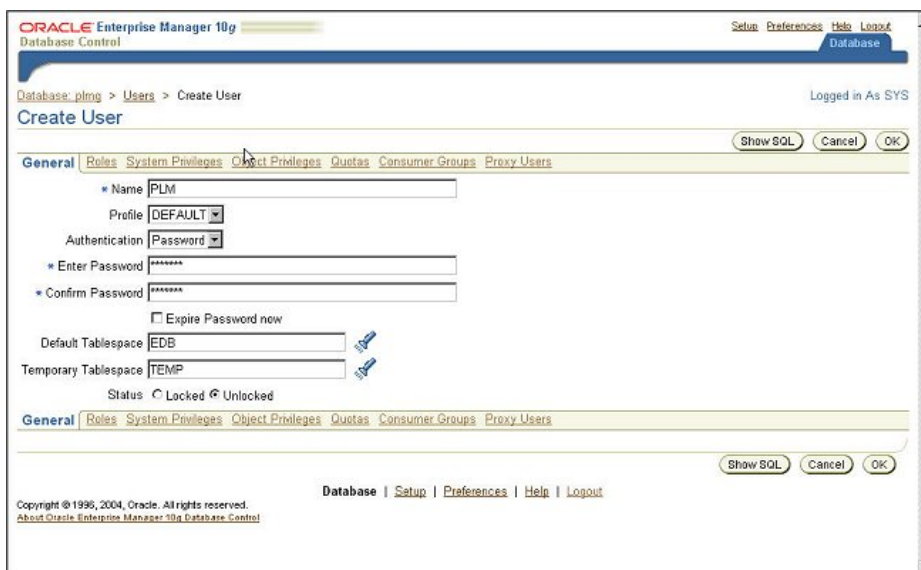 ORACLE Enterprise Manager 10g
Database Control
Setup Preferences Help Logout
Database
Database: plmg > Users > Create User
Logged in As SYS
Create User
Show SQL Cancel OK
General Roles System Privileges Object Privileges Quotas Consumer Groups Proxy Users
* Name PLM
Profile DEFAULT
Authentication Password
* Enter Password *******
* Confirm Password *******
Expire Password now
Default Tablespace EDB
Temporary Tablespace TEMP
Status Locked Unlocked
General Roles System Privileges Object Privileges Quotas Consumer Groups Proxy Users
Show SQL Cancel OK
Database | Setup | Preferences | Help | Logout
Copyright © 1996, 2004, Oracle. All rights reserved.
About Oracle Enterprise Manager 10g Database Control